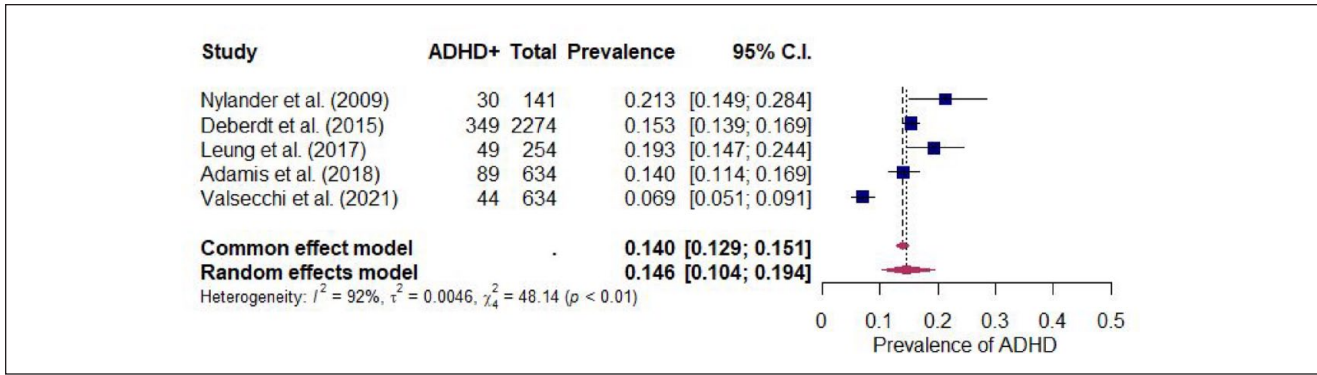 Study ADHD+ Total Prevalence 95% C.I.
Nylander et al. (2009) 30 141 0.213 [0.149; 0.284]
Deberdt et al. (2015) 349 2274 0.153 [0.139; 0.169]
Leung et al. (2017) 49 254 0.193 [0.147; 0.244]
Adamis et al. (2018) 89 634 0.140 [0.114; 0.169]
Valsecchi et al. (2021) 44 634 0.069 [0.051; 0.091]
Common effect model . 0.140 [0.129; 0.151]
Random effects model 0.146 [0.104; 0.194]
Heterogeneity: I² = 92%, τ² = 0.0046, χ²₄ = 48.14 (p < 0.01)
0 0.1 0.2 0.3 0.4 0.5
Prevalence of ADHD